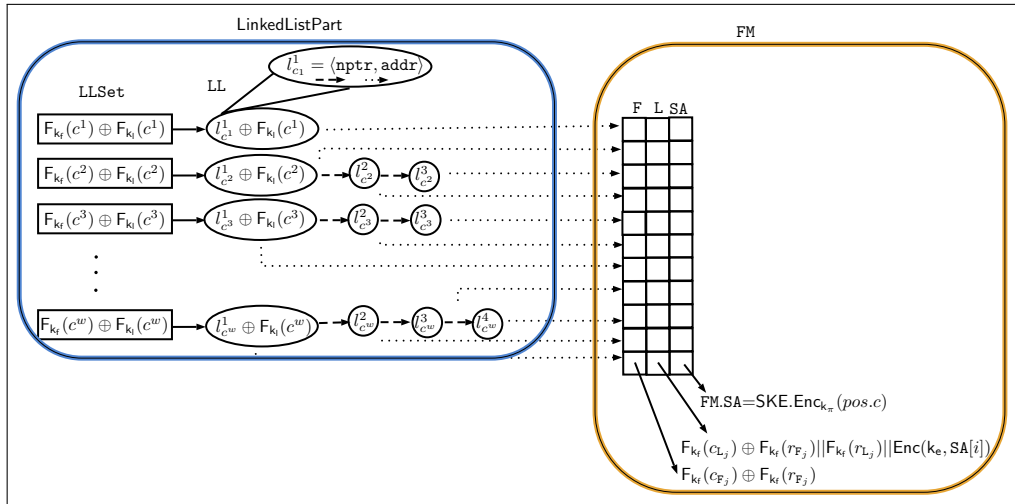 LinkedListPart
FM
l^1_{c_1} = ⟨nptr, addr⟩
LLSet
LL
F L SA
F_{k_f}(c^1) ⊕ F_{k_l}(c^1)
l^1_{c^1} ⊕ F_{k_l}(c^1)
F_{k_f}(c^2) ⊕ F_{k_l}(c^2)
l^1_{c^2} ⊕ F_{k_l}(c^2)
l^2_{c^2}
l^3_{c^2}
F_{k_f}(c^3) ⊕ F_{k_l}(c^3)
l^1_{c^3} ⊕ F_{k_l}(c^3)
l^2_{c^3}
l^3_{c^3}
F_{k_f}(c^w) ⊕ F_{k_l}(c^w)
l^1_{c^w} ⊕ F_{k_l}(c^w)
l^2_{c^w}
l^3_{c^w}
l^4_{c^w}
FM.SA=SKE.Enc_{k_π}(pos.c)
F_{k_f}(c_{L_j}) ⊕ F_{k_f}(r_{F_j})||F_{k_f}(r_{L_j})||Enc(k_e, SA[i])
F_{k_f}(c_{F_j}) ⊕ F_{k_f}(r_{F_j})